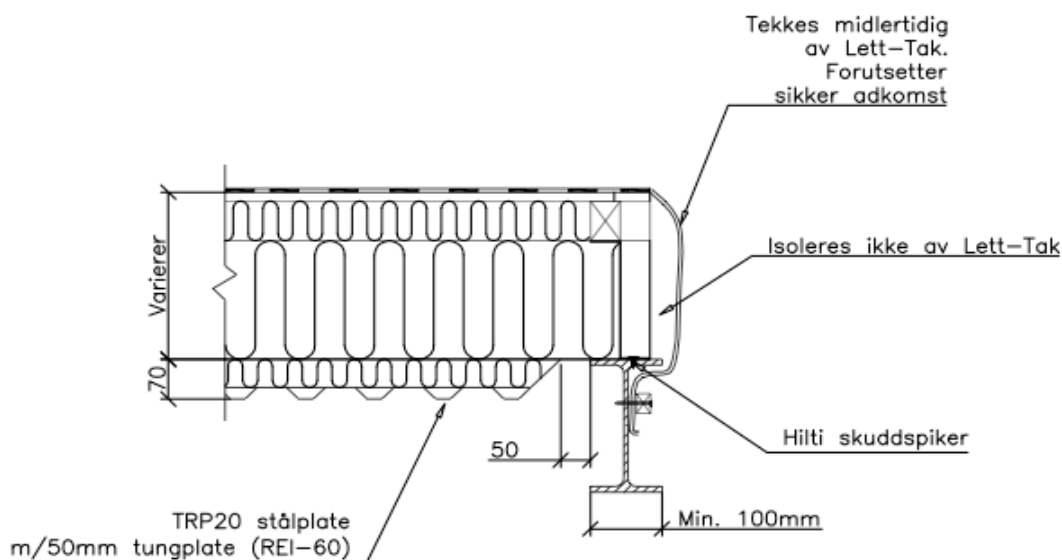 Tekkes midlertidig
av Lett-Tak.
Forutsetter
sikker adkomst
Isoleres ikke av Lett-Tak
Varierer
70
50
Hilti skuddspiker
Min. 100mm
TRP20 stålplate
m/50mm tungplate (REI-60)